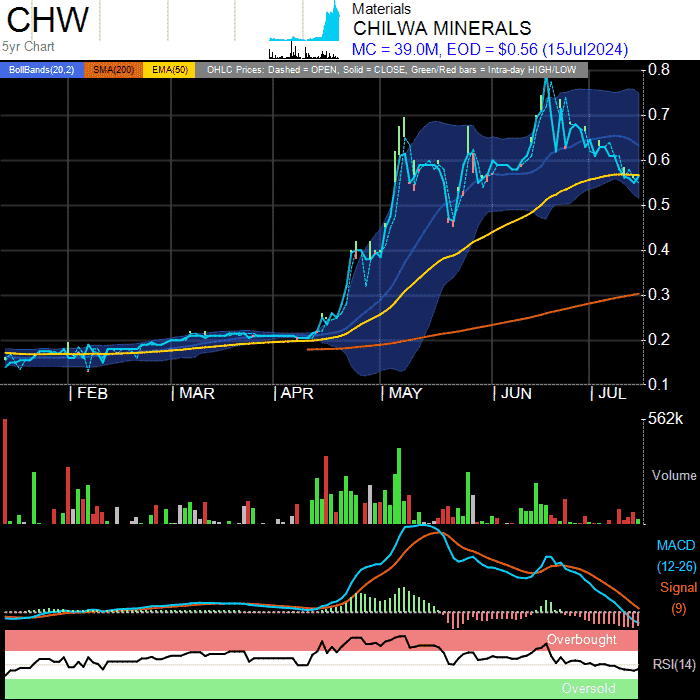 CHW
5yr Chart
Materials
CHILWA MINERALS
MC = 39.0M, EOD = $0.56 (15Jul2024)
BollBands(20,2) SMA(200) EMA(50) OHLC Prices: Dashed = OPEN, Solid = CLOSE, Green/Red bars = Intra-day HIGH/LOW
0.8
0.7
0.6
0.5
0.4
0.3
0.2
0.1
FEB MAR APR MAY JUN JUL
562k
Volume
MACD
(12-26)
Signal
(9)
Overbought
RSI(14)
Oversold